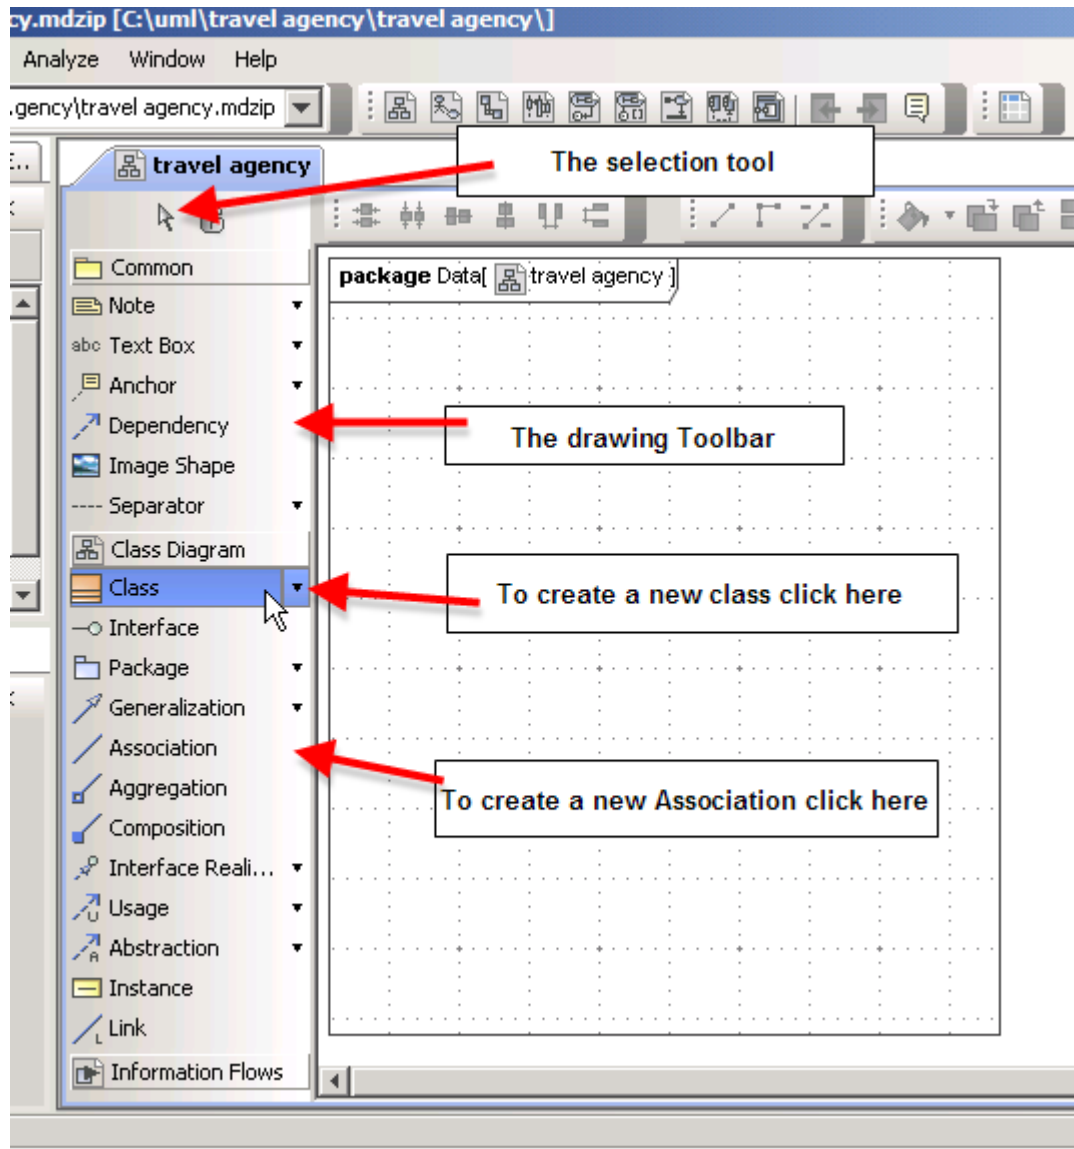 cy.mdzip [C:\uml\travel agency\travel agency\]
Analyze Window Help
.gency\travel agency.mdzip
E..
travel agency
The selection tool
Common
package Data[ travel agency ]
Note
abc Text Box
Anchor
Dependency
The drawing Toolbar
Image Shape
Separator
Class Diagram
Class
To create a new class click here
Interface
Package
Generalization
Association
To create a new Association click here
Aggregation
Composition
Interface Reali...
U Usage
A Abstraction
Instance
L Link
Information Flows